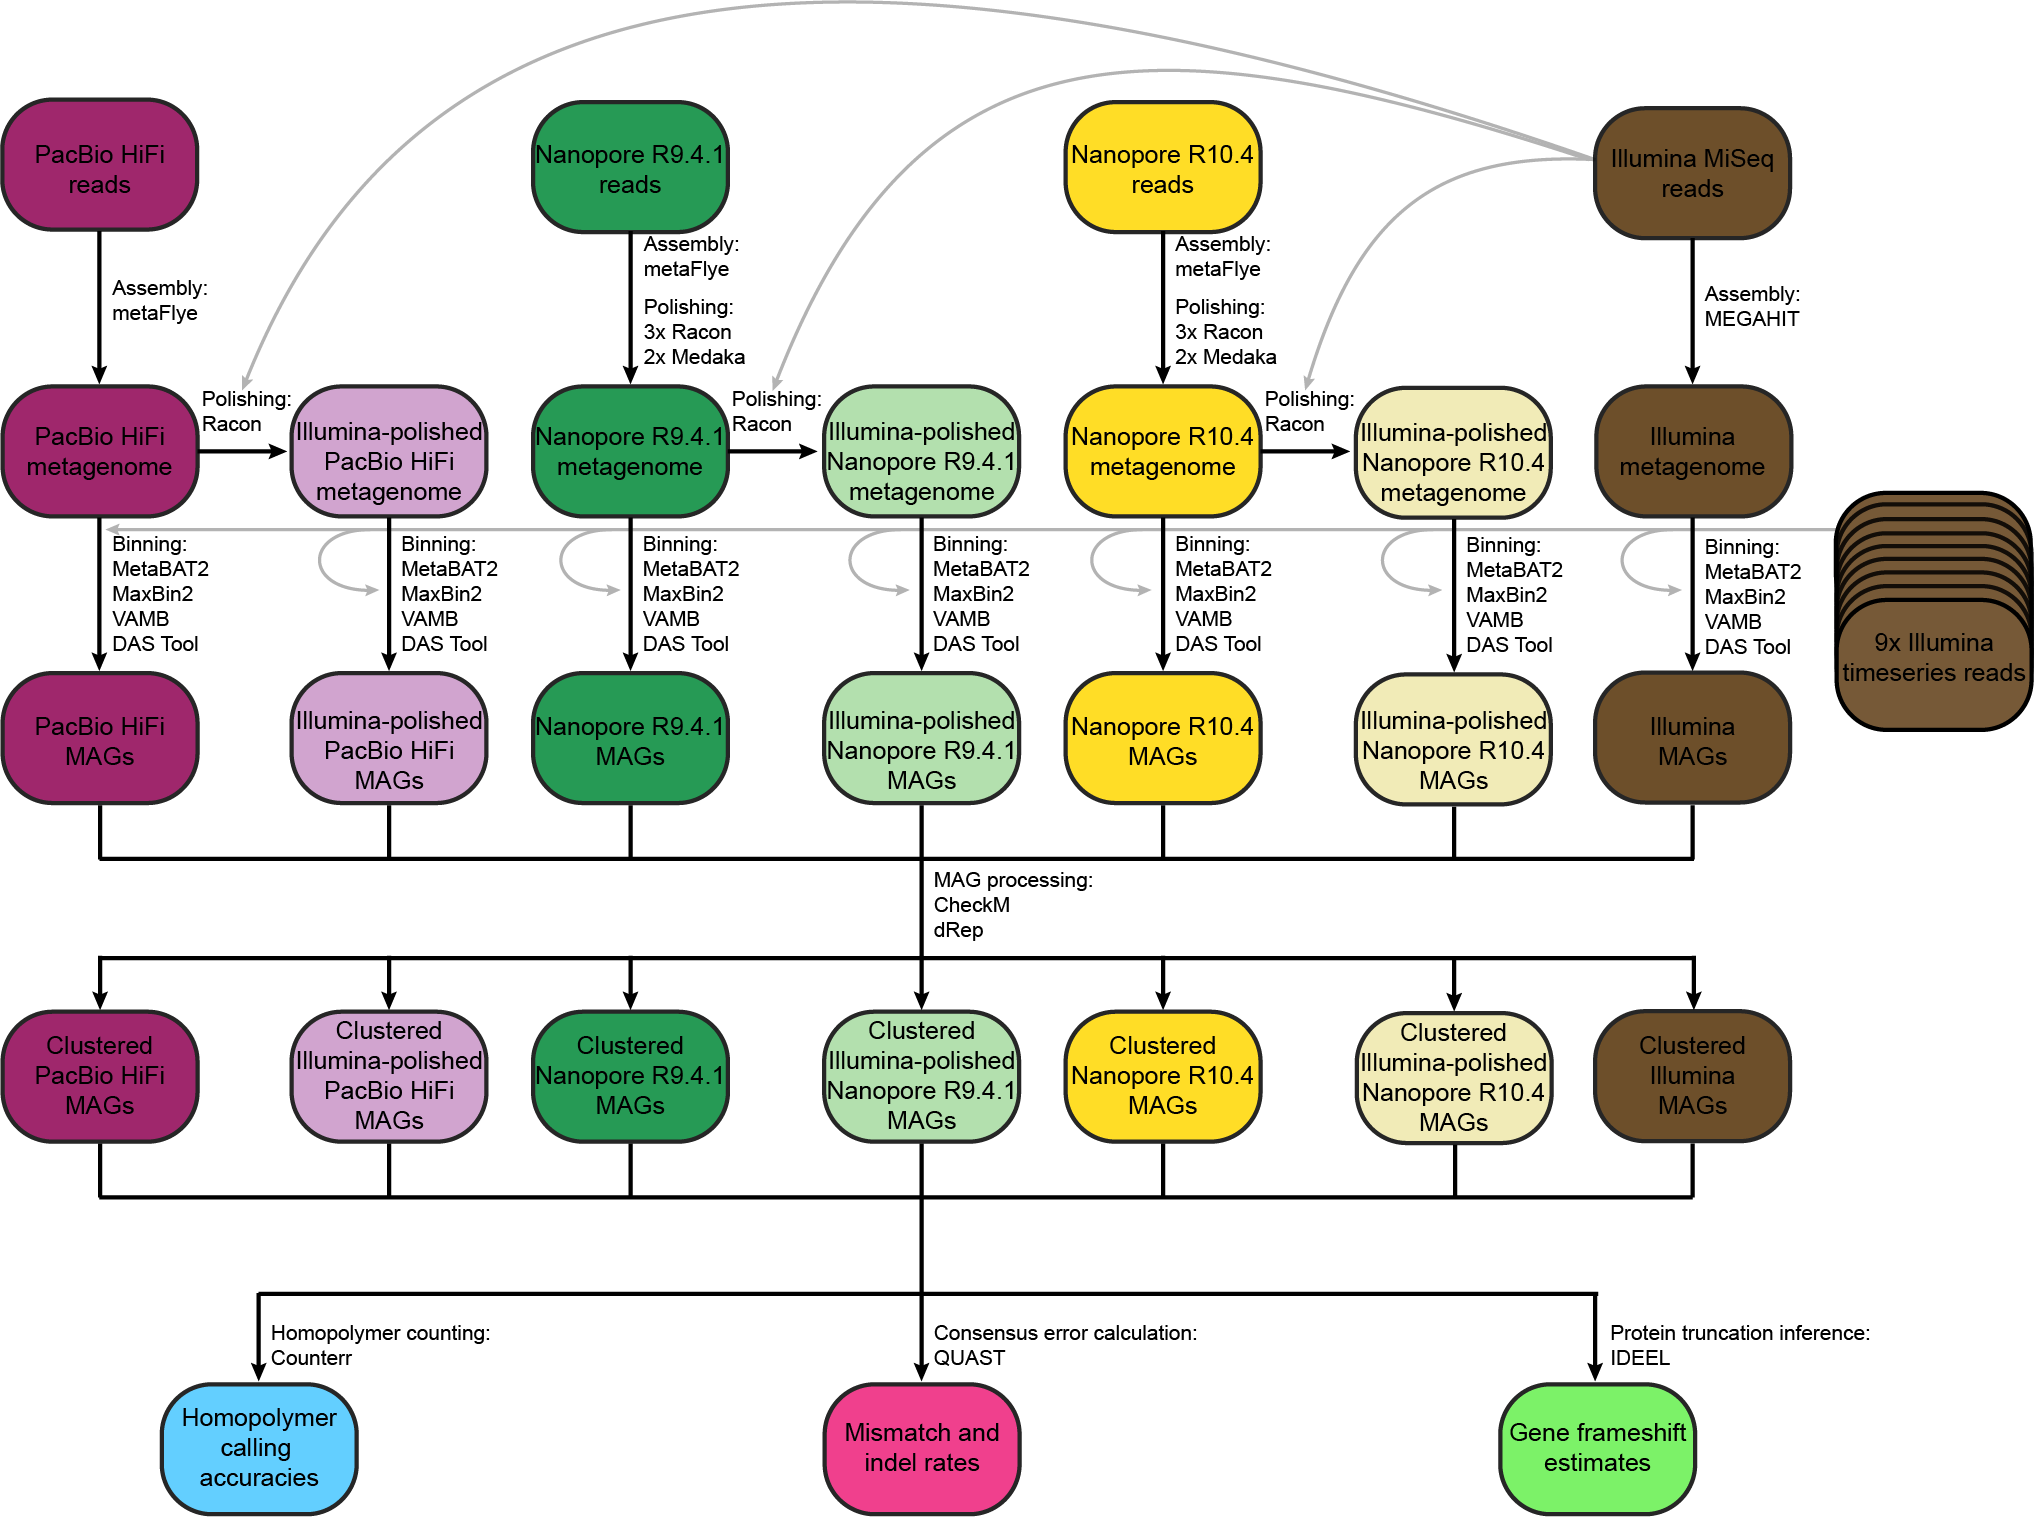 PacBio HiFi
reads
Nanopore R9.4.1
reads
Nanopore R10.4
reads
Illumina MiSeq
reads
Assembly:
metaFlye
Assembly:
metaFlye
Polishing:
3x Racon
2x Medaka
Assembly:
metaFlye
Polishing:
3x Racon
2x Medaka
Assembly:
MEGAHIT
PacBio HiFi
metagenome
Polishing:
Racon
Illumina-polished
PacBio HiFi
metagenome
Nanopore R9.4.1
metagenome
Polishing:
Racon
Illumina-polished
Nanopore R9.4.1
metagenome
Nanopore R10.4
metagenome
Polishing:
Racon
Illumina-polished
Nanopore R10.4
metagenome
Illumina
metagenome
Binning:
MetaBAT2
MaxBin2
VAMB
DAS Tool
Binning:
MetaBAT2
MaxBin2
VAMB
DAS Tool
Binning:
MetaBAT2
MaxBin2
VAMB
DAS Tool
Binning:
MetaBAT2
MaxBin2
VAMB
DAS Tool
Binning:
MetaBAT2
MaxBin2
VAMB
DAS Tool
Binning:
MetaBAT2
MaxBin2
VAMB
DAS Tool
Binning:
MetaBAT2
MaxBin2
VAMB
DAS Tool
9x Illumina
timeseries reads
PacBio HiFi
MAGs
Illumina-polished
PacBio HiFi
MAGs
Nanopore R9.4.1
MAGs
Illumina-polished
Nanopore R9.4.1
MAGs
Nanopore R10.4
MAGs
Illumina-polished
Nanopore R10.4
MAGs
Illumina
MAGs
MAG processing:
CheckM
dRep
Clustered
PacBio HiFi
MAGs
Clustered
Illumina-polished
PacBio HiFi
MAGs
Clustered
Nanopore R9.4.1
MAGs
Clustered
Illumina-polished
Nanopore R9.4.1
MAGs
Clustered
Nanopore R10.4
MAGs
Clustered
Illumina-polished
Nanopore R10.4
MAGs
Clustered
Illumina
MAGs
Homopolymer counting:
Counterr
Consensus error calculation:
QUAST
Protein truncation inference:
IDEEL
Homopolymer
calling
accuracies
Mismatch and
indel rates
Gene frameshift
estimates